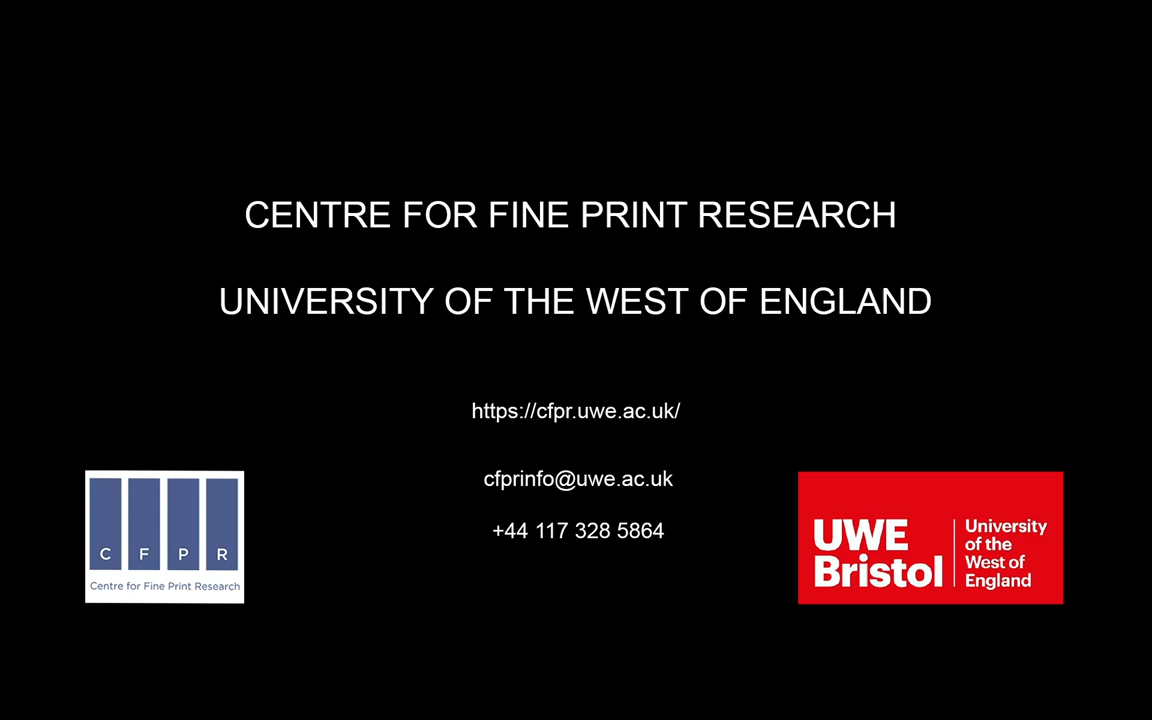 CENTRE FOR FINE PRINT RESEARCH
UNIVERSITY OF THE WEST OF ENGLAND
https://cfpr.uwe.ac.uk/
cfprinfo@uwe.ac.uk
+44 117 328 5864
C F P R
Centre for Fine Print Research
UWE
Bristol
University
of the
West of
England